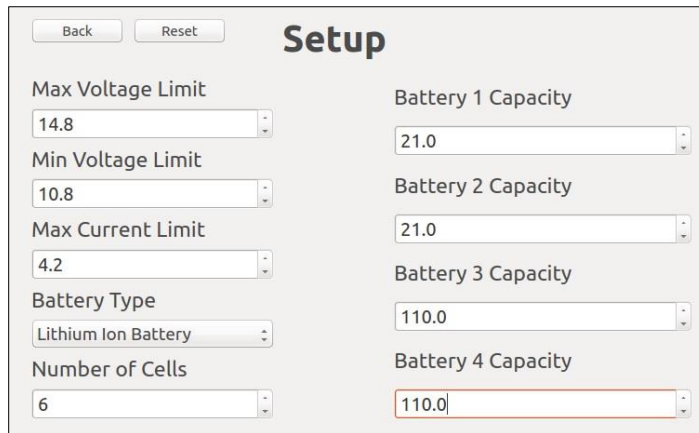 Back
Reset
Setup
Max Voltage Limit
14.8
Min Voltage Limit
10.8
Max Current Limit
4.2
Battery Type
Lithium Ion Battery
Number of Cells
6
Battery 1 Capacity
21.0
Battery 2 Capacity
21.0
Battery 3 Capacity
110.0
Battery 4 Capacity
110.0